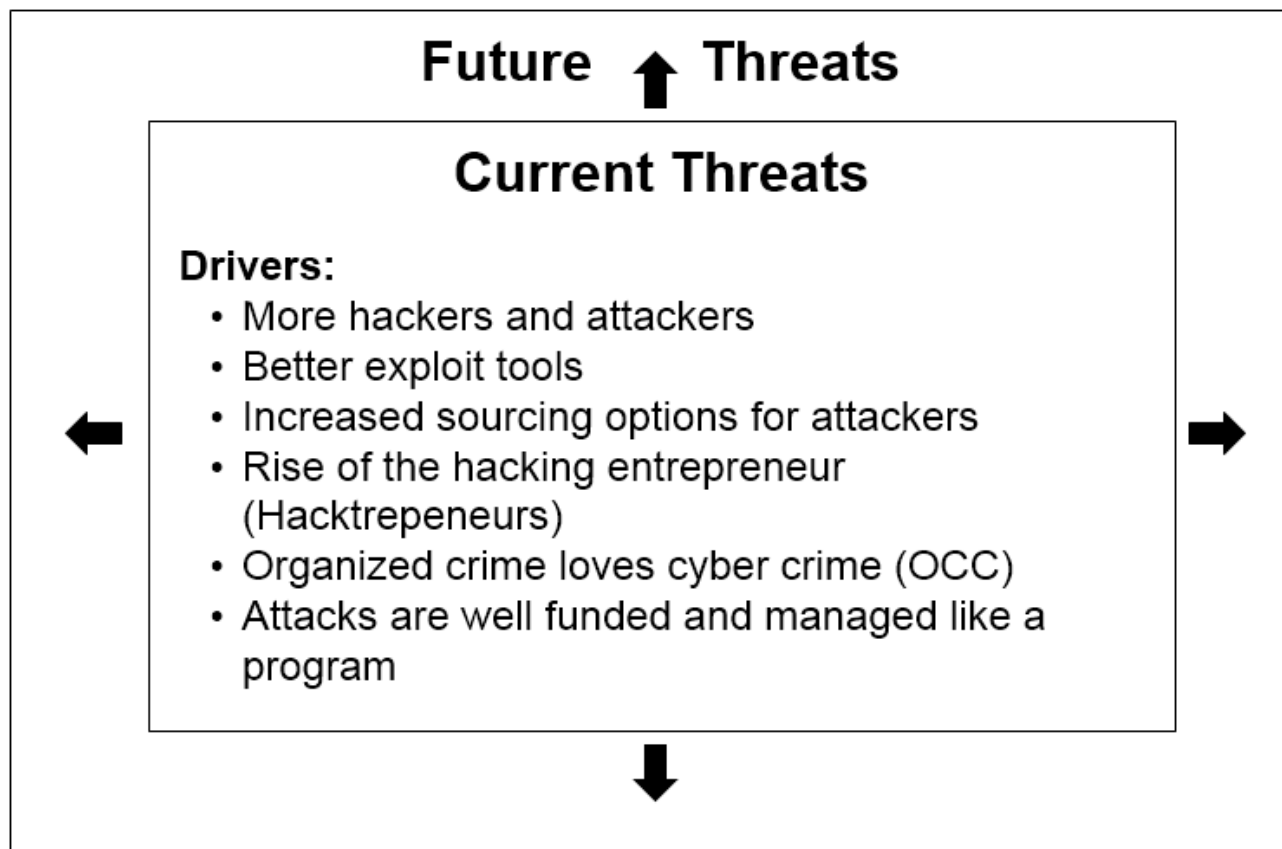 Future Threats
Current Threats
Drivers:
• More hackers and attackers
• Better exploit tools
• Increased sourcing options for attackers
• Rise of the hacking entrepreneur
(Hacktrepeneurs)
• Organized crime loves cyber crime (OCC)
• Attacks are well funded and managed like a
program